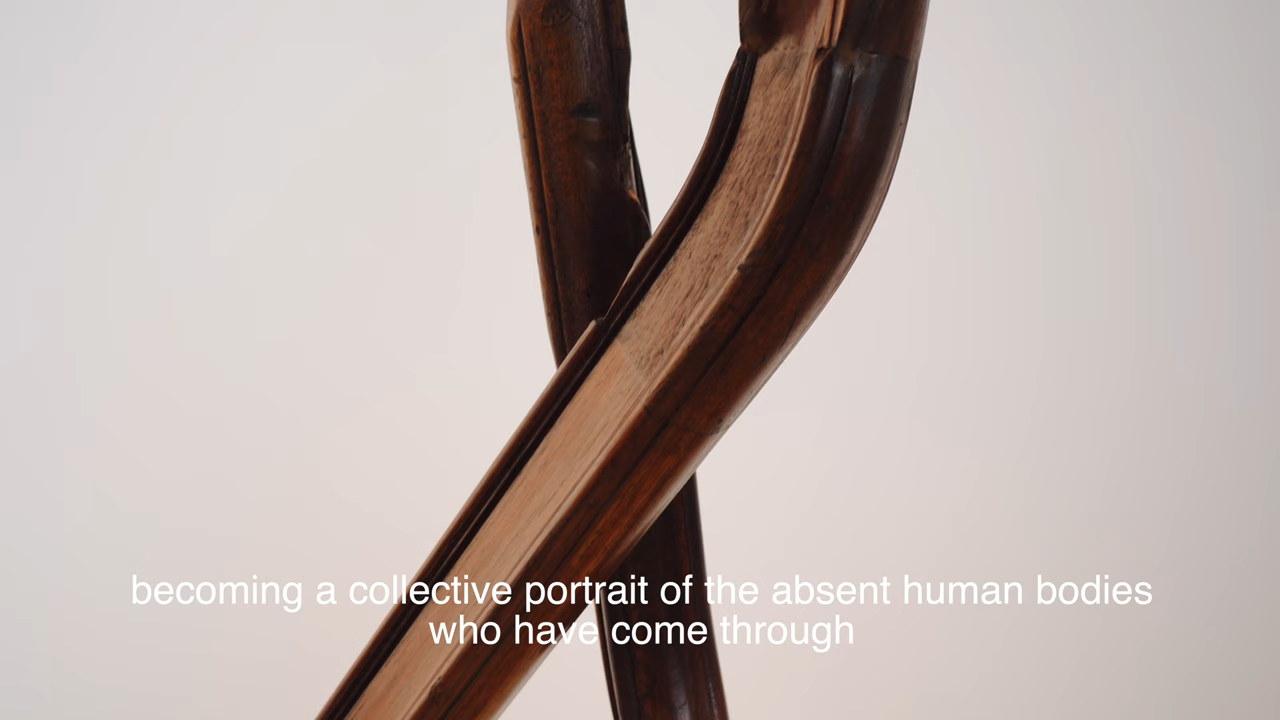 becoming a collective portrait of the absent human bodies
who have come through